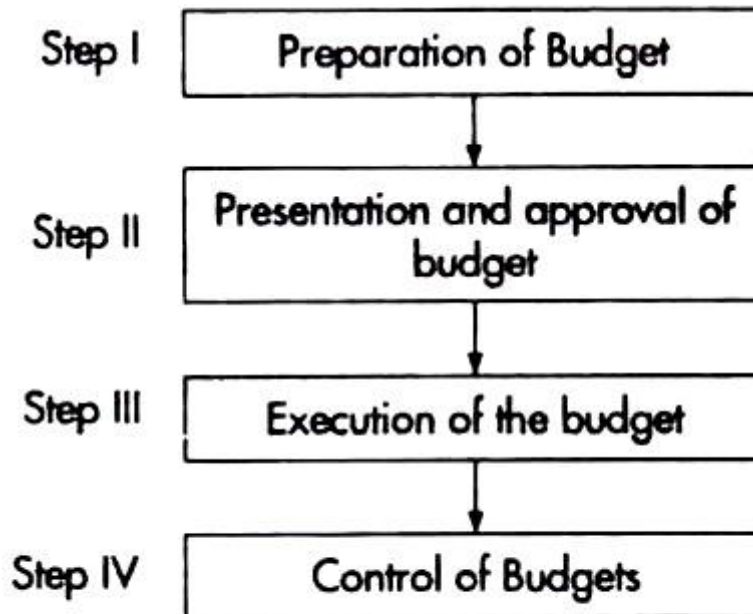 Step I
Preparation of Budget
Step II
Presentation and approval of
budget
Step III
Execution of the budget
Step IV
Control of Budgets